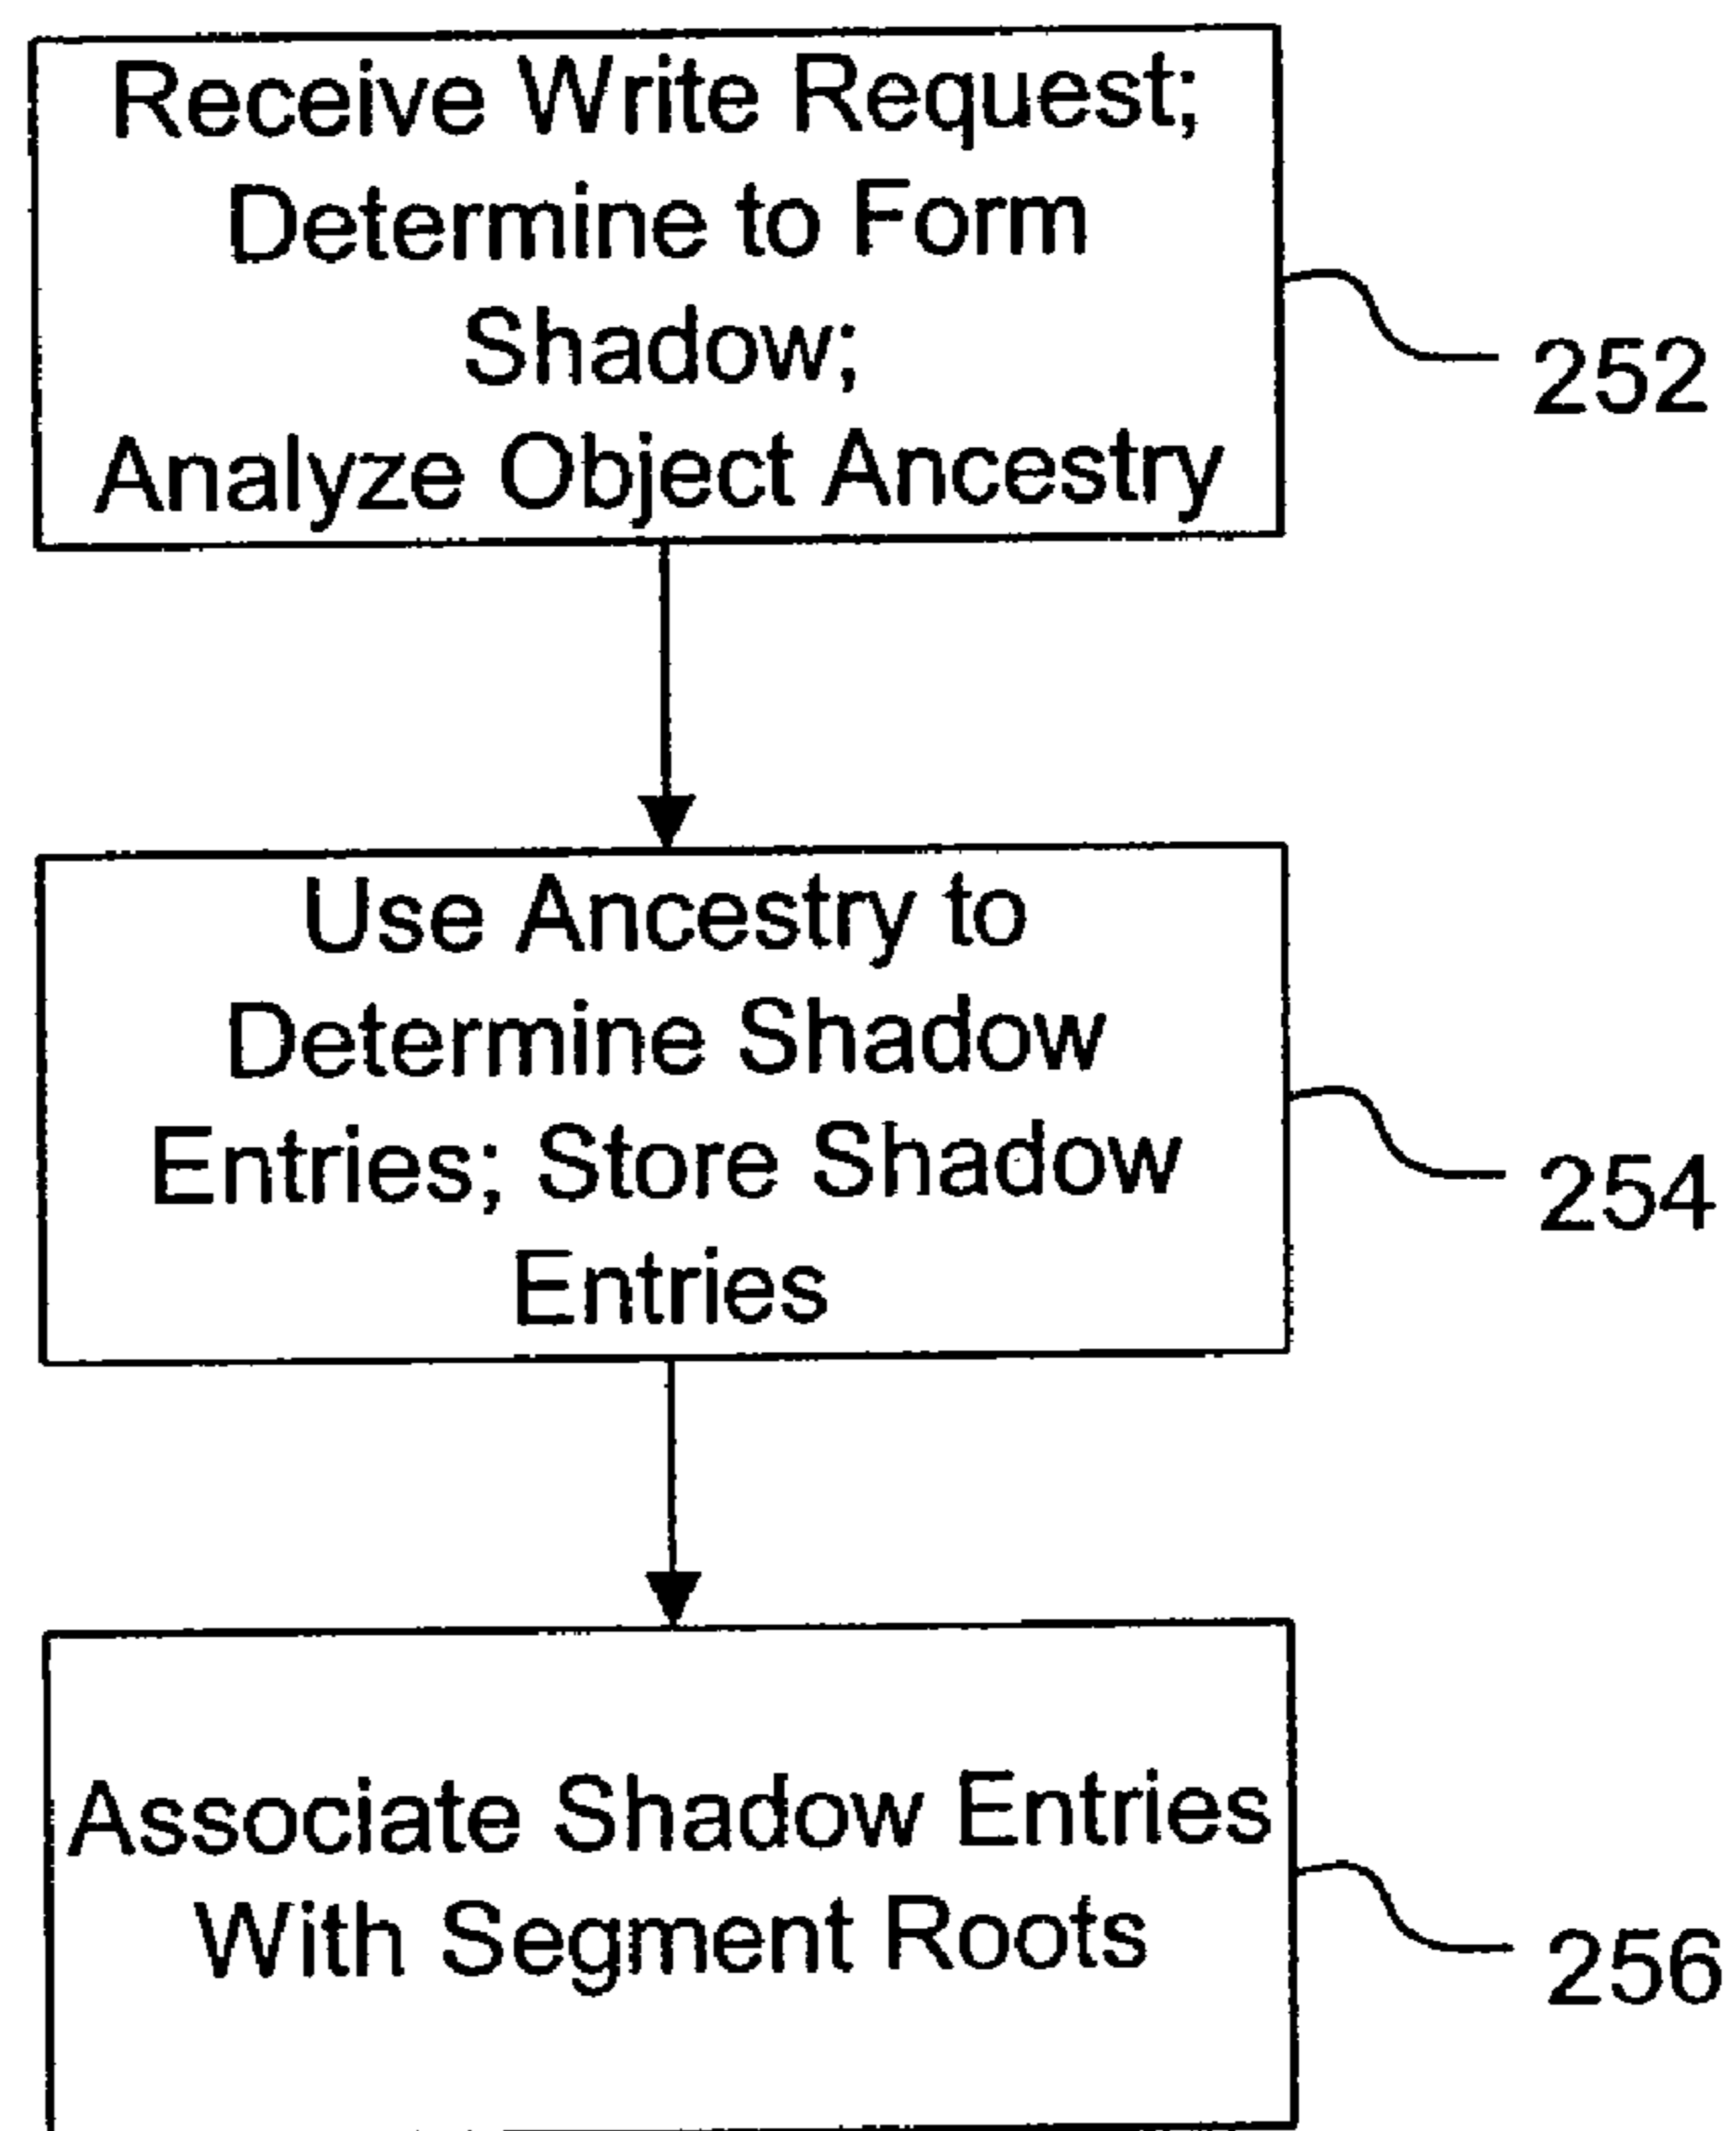 Receive Write Request;
Determine to Form
Shadow;
Analyze Object Ancestry
252
Use Ancestry to
Determine Shadow
Entries; Store Shadow
Entries
254
Associate Shadow Entries
With Segment Roots
256